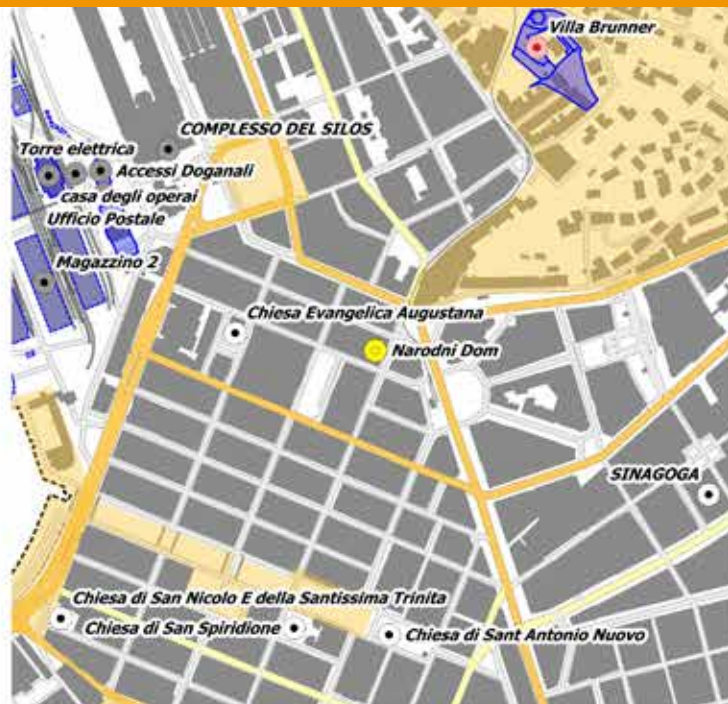 Villa Brunner
COMPLESSO DEL SILOS
Torre elettrica
Accessi Doganali
casa degli operai
Ufficio Postale
Magazzino 2
Chiesa Evangelica Augustana
Narodni Dom
SINAGOGA
Chiesa di San Nicolo E della Santissima Trinita
Chiesa di San Spiridione
Chiesa di Sant Antonio Nuovo